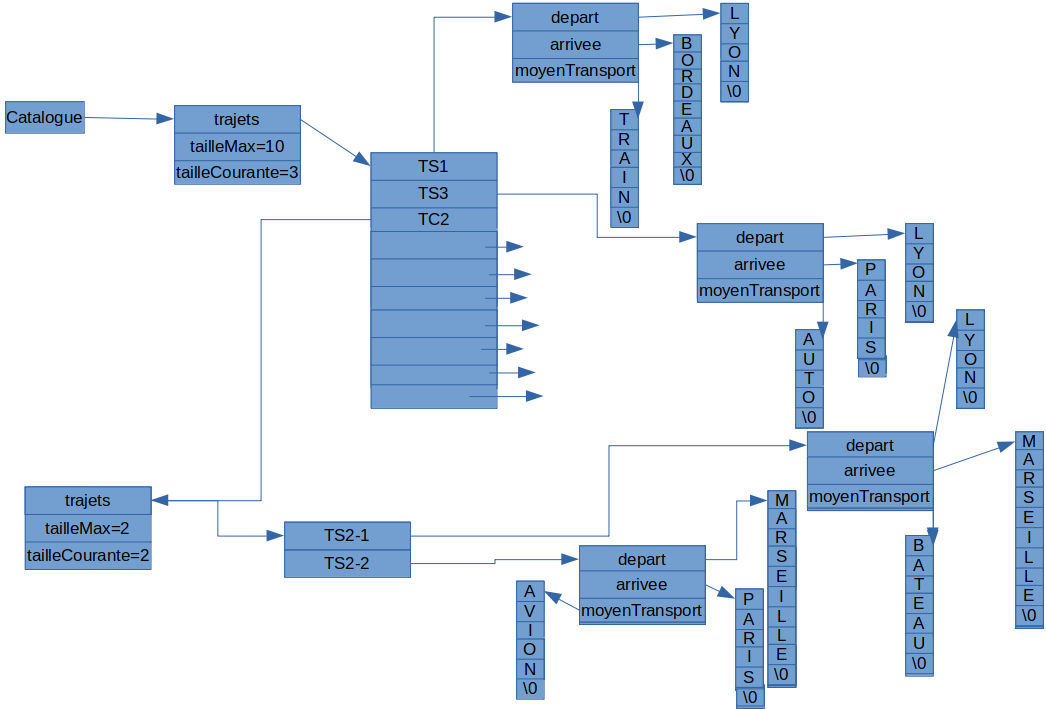 Catalogue
trajets
tailleMax=10
tailleCourante=3
TS1
TS3
TC2
depart
arrivee
moyenTransport
L
Y
O
N
\0
B
O
R
D
E
A
U
X
\0
T
R
A
I
N
\0
depart
arrivee
moyenTransport
L
Y
O
N
\0
P
A
R
I
S
\0
A
U
T
O
\0
trajets
tailleMax=2
tailleCourante=2
TS2-1
TS2-2
depart
arrivee
moyenTransport
L
Y
O
N
\0
M
A
R
S
E
I
L
L
E
\0
B
A
T
E
A
U
\0
depart
arrivee
moyenTransport
M
A
R
S
E
I
L
L
E
\0
P
A
R
I
S
\0
A
V
I
O
N
\0